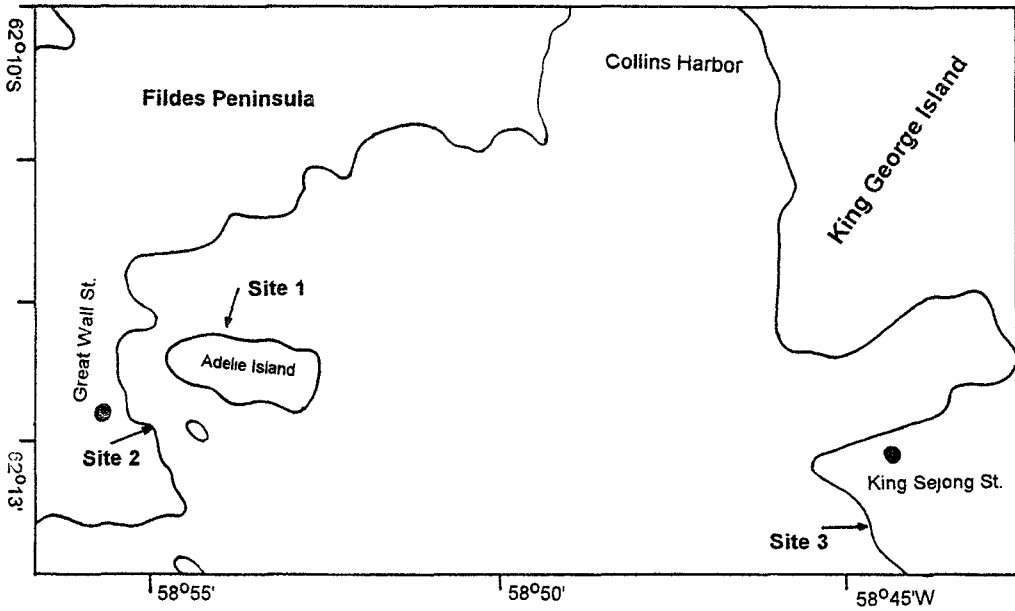 62°10'S
Fildes Peninsula
Collins Harbor
King George Island
Great Wall St.
Site 1
Adelie Island
Site 2
62°13'
King Sejong St.
Site 3
58°55'
58°50'
58°45'W